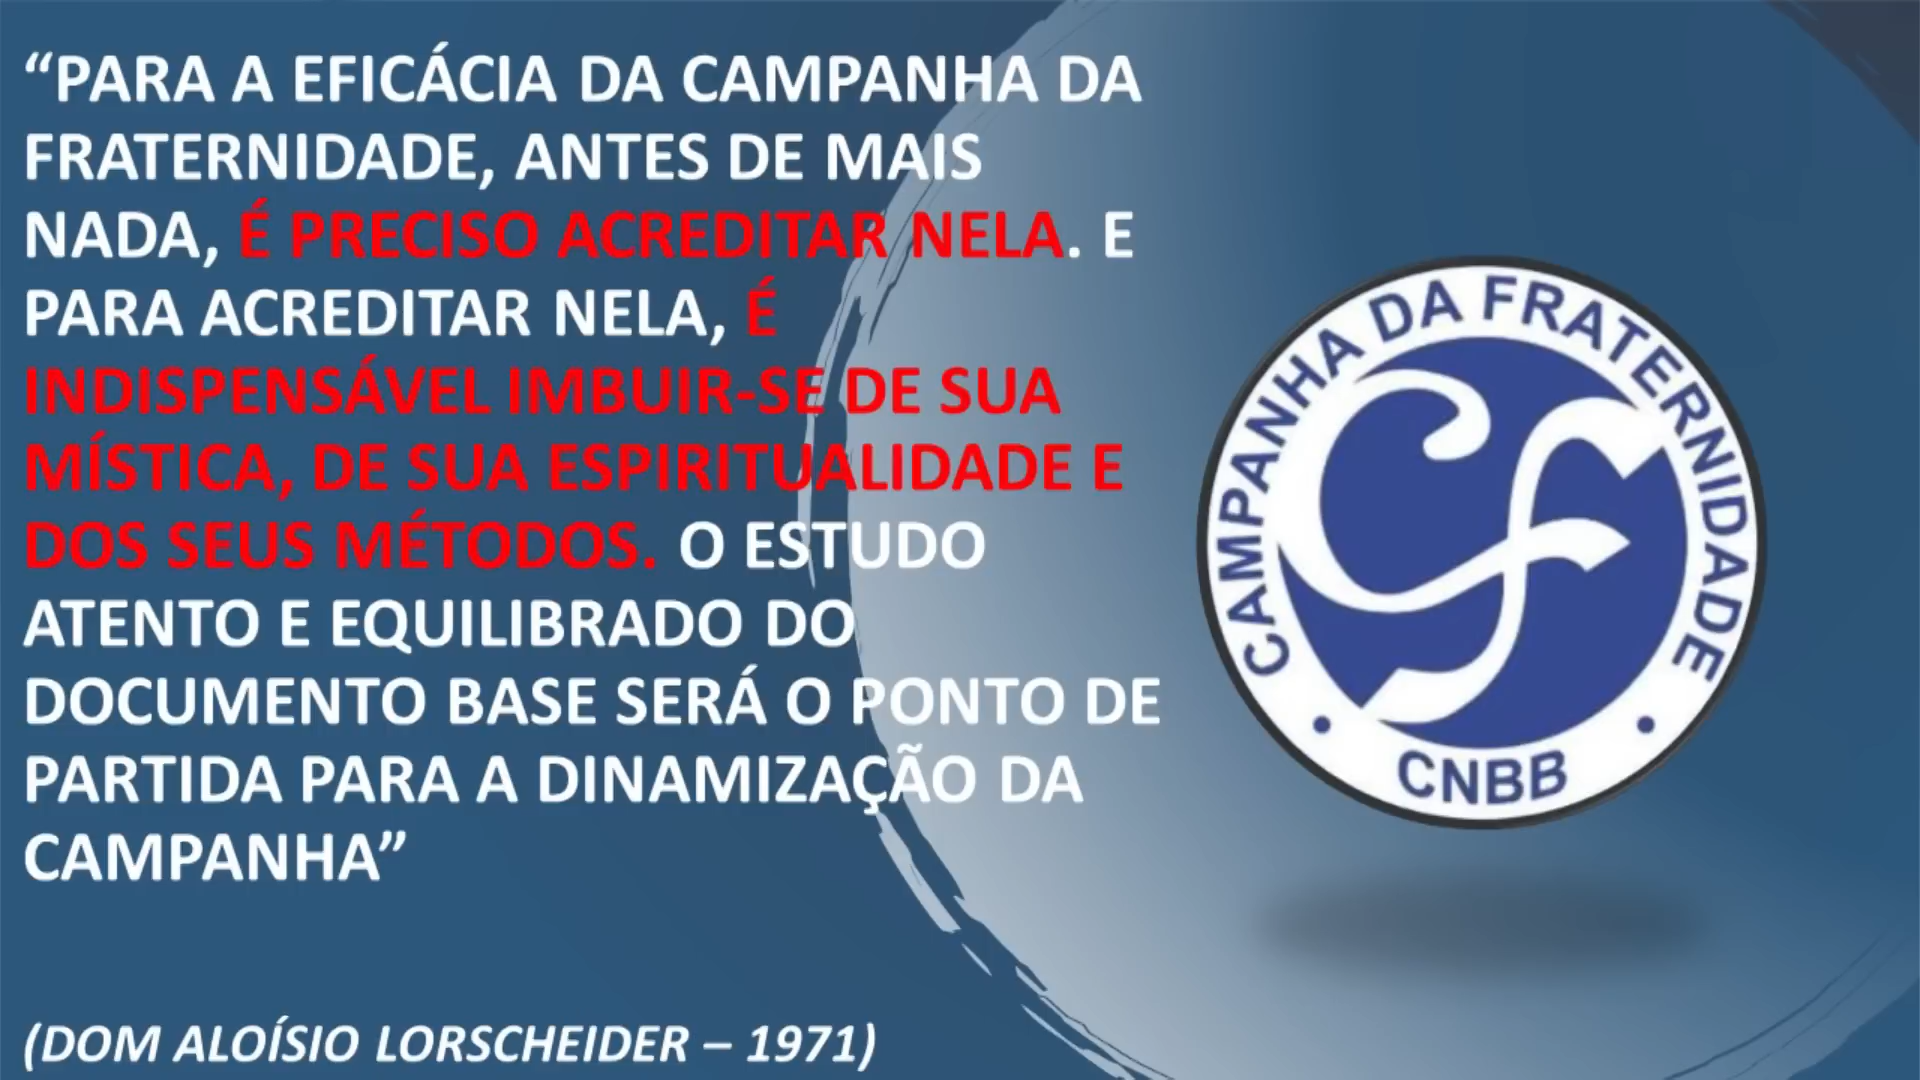 “PARA A EFICÁCIA DA CAMPANHA DA
FRATERNIDADE, ANTES DE MAIS
NADA, É PRECISO ACREDITAR NELA. E
PARA ACREDITAR NELA, É
INDISPENSÁVEL IMBUIR-SE DE SUA
MÍSTICA, DE SUA ESPIRITUALIDADE E
DOS SEUS MÉTODOS. O ESTUDO
ATENTO E EQUILIBRADO DO
DOCUMENTO BASE SERÁ O PONTO DE
PARTIDA PARA A DINAMIZAÇÃO DA
CAMPANHA”
(DOM ALOÍSIO LORSCHEIDER – 1971)
CAMPANHA DA FRATERNIDADE
CF
• CNBB •